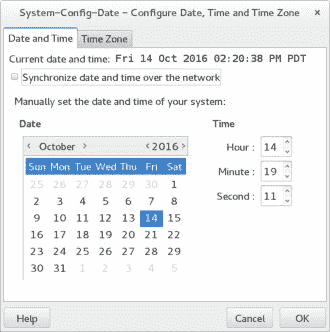 System-Config-Date – Configure Date, Time and Time Zone ×
Date and Time Time Zone
Current date and time: Fri 14 Oct 2016 02:20:38 PM PDT
Synchronize date and time over the network
Manually set the date and time of your system:
Date Time
< October > < 2016 >
Sun Mon Tue Wed Thu Fri Sat
25 26 27 28 29 30 1
2 3 4 5 6 7 8
9 10 11 12 13 14 15
16 17 18 19 20 21 22
23 24 25 26 27 28 29
30 31 1 2 3 4 5
Hour : 14
Minute : 19
Second : 11
Help Cancel OK